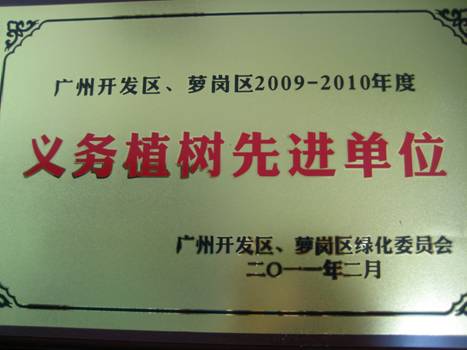 广州开发区、萝岗区2009-2010年度
义务植树先进单位
广州开发区、萝岗区绿化委员会
二〇一一年二月